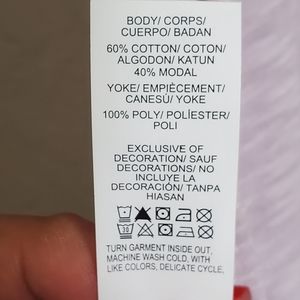 BODY/ CORPS/
CUERPO/ BADAN
60% COTTON/ COTON/
ALGODON/ KATUN
40% MODAL
YOKE/ EMPIÈCEMENT/
CANESÚ/ YOKE
100% POLY/ POLIESTER/
POLI
EXCLUSIVE OF
DECORATION/ SAUF
DECORATIONS/ NO
INCLUYE LA
DECORACIÓN/ TANPA
HIASAN
30
TURN GARMENT INSIDE OUT,
MACHINE WASH COLD, WITH
LIKE COLORS, DELICATE CYCLE,